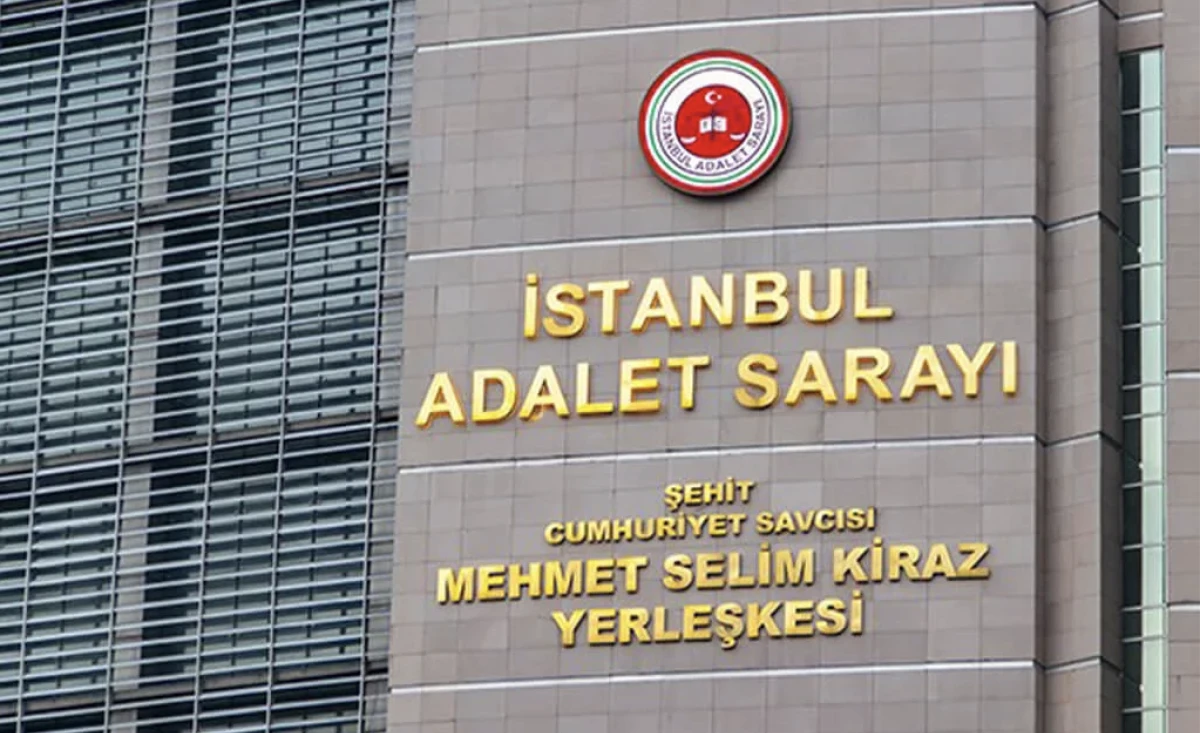 İSTANBUL ADALET SARAYI
İSTANBUL
ADALET SARAYI
ŞEHİT
CUMHURİYET SAVCISI
MEHMET SELİM KİRAZ
YERLEŞKESİ